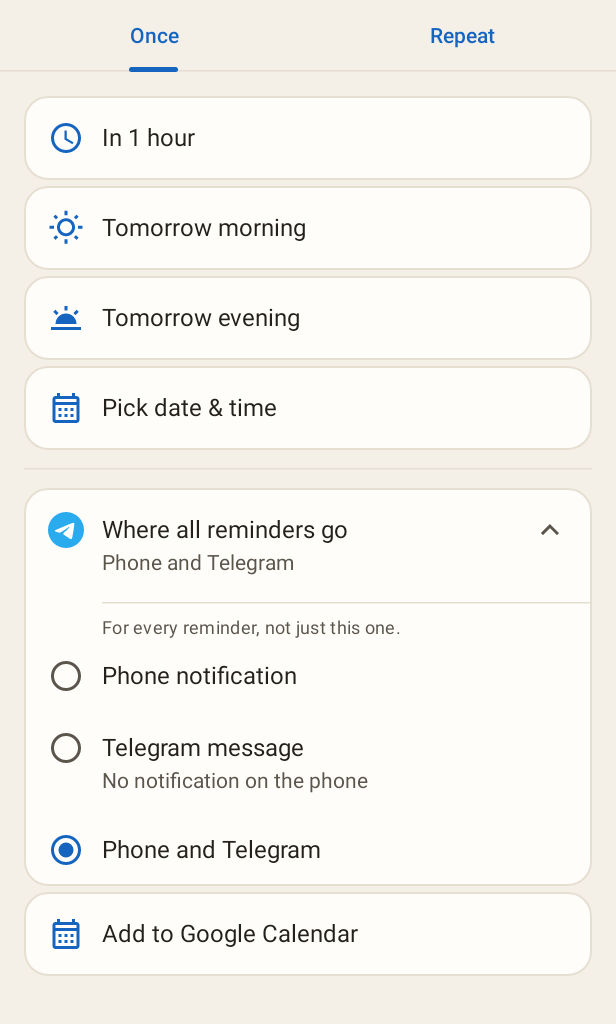 Once
Repeat
In 1 hour
Tomorrow morning
Tomorrow evening
Pick date & time
Where all reminders go
Phone and Telegram
For every reminder, not just this one.
Phone notification
Telegram message
No notification on the phone
Phone and Telegram
Add to Google Calendar